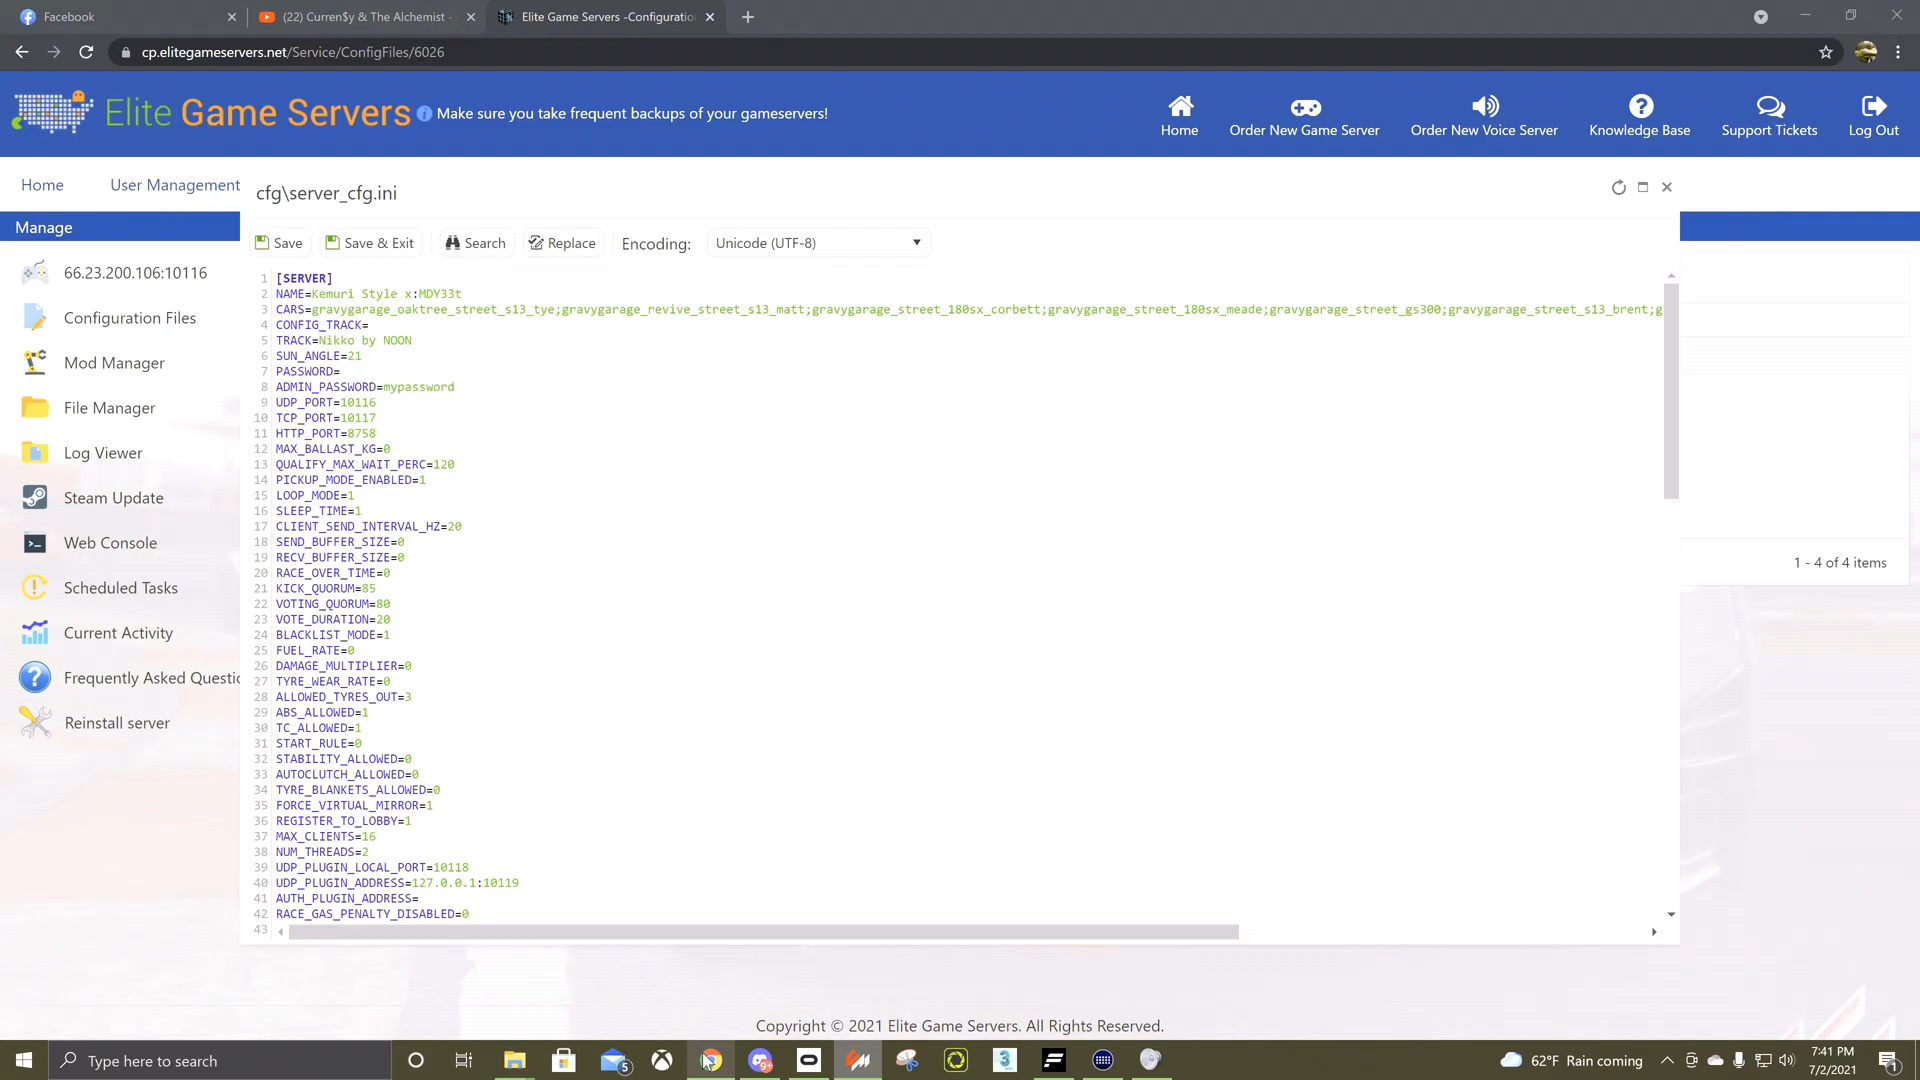 Facebook
(22) Curren$y & The Alchemist -
Elite Game Servers -Configuratio
cp.elitegameservers.net/Service/ConfigFiles/6026
Elite Game Servers
Make sure you take frequent backups of your gameservers!
Home
Order New Game Server
Order New Voice Server
Knowledge Base
Support Tickets
Log Out
Home
User Management
cfg\server_cfg.ini
Manage
Save
Save & Exit
Search
Replace
Encoding:
Unicode (UTF-8)
66.23.200.106:10116
Configuration Files
Mod Manager
File Manager
Log Viewer
Steam Update
Web Console
Scheduled Tasks
Current Activity
Frequently Asked Questic
Reinstall server
1 [SERVER]
2 NAME=Kemuri Style x:MDY33t
3 CARS=gravygarage_oaktree_street_s13_tye;gravygarage_revive_street_s13_matt;gravygarage_street_180sx_corbett;gravygarage_street_180sx_meade;gravygarage_street_gs300;gravygarage_street_s13_brent;g
4 CONFIG_TRACK=
5 TRACK=Nikko by NOON
6 SUN_ANGLE=21
7 PASSWORD=
8 ADMIN_PASSWORD=mypassword
9 UDP_PORT=10116
10 TCP_PORT=10117
11 HTTP_PORT=8758
12 MAX_BALLAST_KG=0
13 QUALIFY_MAX_WAIT_PERC=120
14 PICKUP_MODE_ENABLED=1
15 LOOP_MODE=1
16 SLEEP_TIME=1
17 CLIENT_SEND_INTERVAL_HZ=20
18 SEND_BUFFER_SIZE=0
19 RECV_BUFFER_SIZE=0
20 RACE_OVER_TIME=0
21 KICK_QUORUM=85
22 VOTING_QUORUM=80
23 VOTE_DURATION=20
24 BLACKLIST_MODE=1
25 FUEL_RATE=0
26 DAMAGE_MULTIPLIER=0
27 TYRE_WEAR_RATE=0
28 ALLOWED_TYRES_OUT=3
29 ABS_ALLOWED=1
30 TC_ALLOWED=1
31 START_RULE=0
32 STABILITY_ALLOWED=0
33 AUTOCLUTCH_ALLOWED=0
34 TYRE_BLANKETS_ALLOWED=0
35 FORCE_VIRTUAL_MIRROR=1
36 REGISTER_TO_LOBBY=1
37 MAX_CLIENTS=16
38 NUM_THREADS=2
39 UDP_PLUGIN_LOCAL_PORT=10118
40 UDP_PLUGIN_ADDRESS=127.0.0.1:10119
41 AUTH_PLUGIN_ADDRESS=
42 RACE_GAS_PENALTY_DISABLED=0
43
1 - 4 of 4 items
Copyright © 2021 Elite Game Servers. All Rights Reserved.
Type here to search
5
9+
62°F Rain coming
7:41 PM
7/2/2021
1